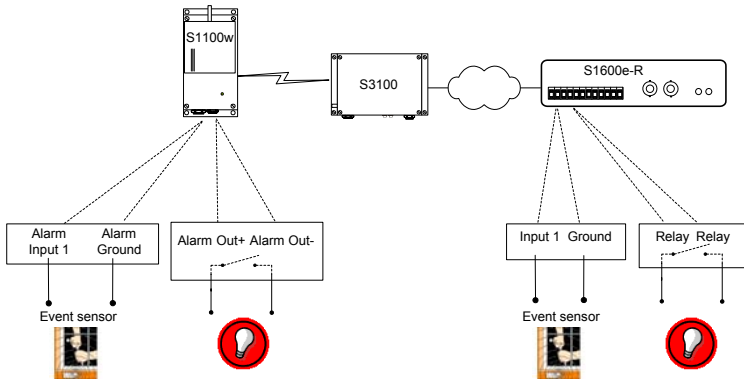 S1100w
S3100
S1600e-R
Alarm Input 1
Alarm Ground
Alarm Out+ Alarm Out-
Input 1 Ground
Relay Relay
Event sensor
Event sensor